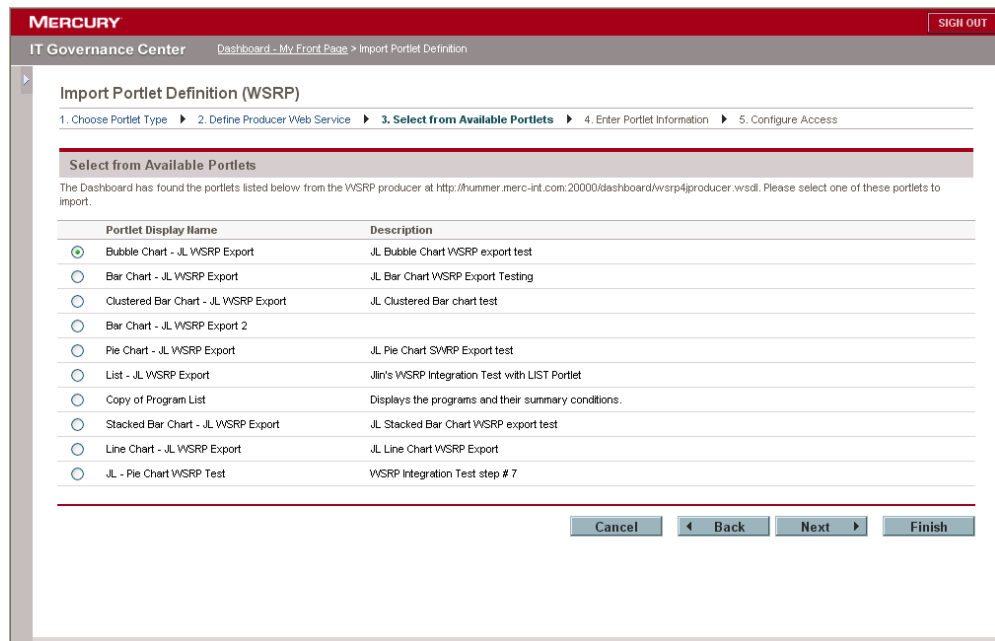 MERCURY
SIGN OUT
IT Governance Center Dashboard - My Front Page > Import Portlet Definition
Import Portlet Definition (WSRP)
1. Choose Portlet Type 2. Define Producer Web Service 3. Select from Available Portlets 4. Enter Portlet Information 5. Configure Access
Select from Available Portlets
The Dashboard has found the portlets listed below from the WSRP producer at http://hummer.merc-int.com:20000/dashboard/wsrp4jproducer.wsdl. Please select one of these portlets to
import.
Portlet Display Name Description
Bubble Chart - JL WSRP Export JL Bubble Chart WSRP export test
Bar Chart - JL WSRP Export JL Bar Chart WSRP Export Testing
Clustered Bar Chart - JL WSRP Export JL Clustered Bar chart test
Bar Chart - JL WSRP Export 2
Pie Chart - JL WSRP Export JL Pie Chart SWRP Export test
List - JL WSRP Export Jlin's WSRP Integration Test with LIST Portlet
Copy of Program List Displays the programs and their summary conditions.
Stacked Bar Chart - JL WSRP Export JL Stacked Bar Chart WSRP export test
Line Chart - JL WSRP Export JL Line Chart WSRP Export
JL - Pie Chart WSRP Test WSRP Integration Test step # 7
Cancel Back Next Finish